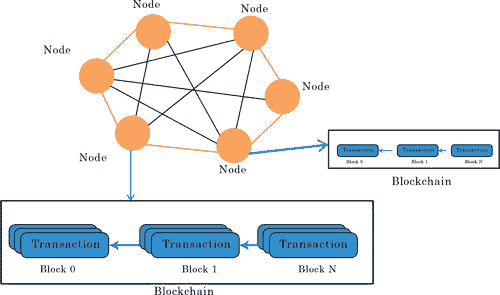 Node
Node
Node
Node
Node
Node
Transaction
Transaction
Transaction
Block 0
Block 1
Block N
Blockchain
Transaction
Transaction
Transaction
Block 0
Block 1
Block N
Blockchain